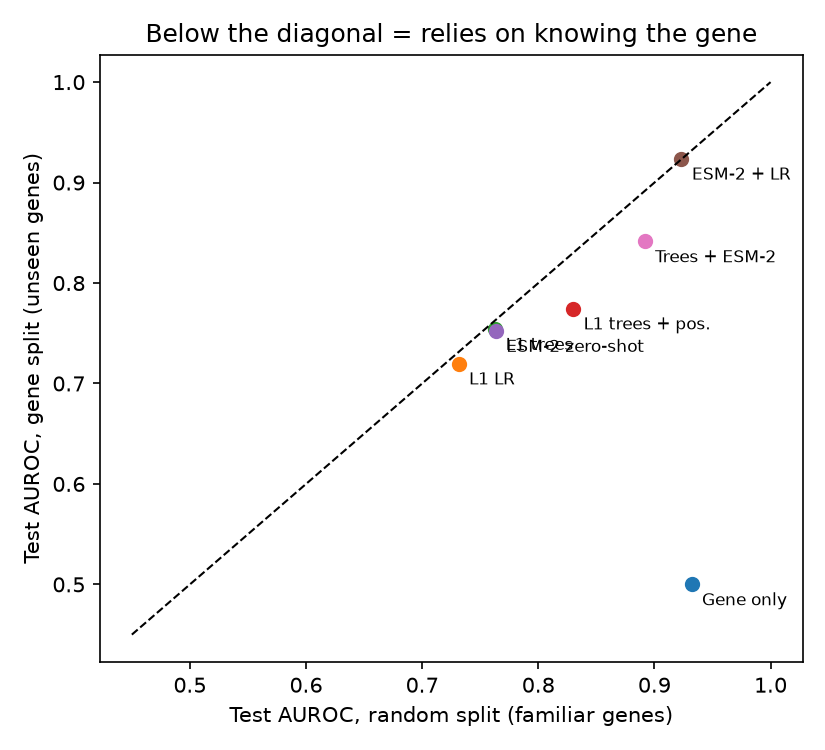 Below the diagonal = relies on knowing the gene
Test AUROC, gene split (unseen genes)
1.0
0.9
0.8
0.7
0.6
0.5
ESM-2 + LR
Trees + ESM-2
L1 trees + pos.
L1 trees
ESM-2 zero-shot
L1 LR
Gene only
0.5 0.6 0.7 0.8 0.9 1.0
Test AUROC, random split (familiar genes)